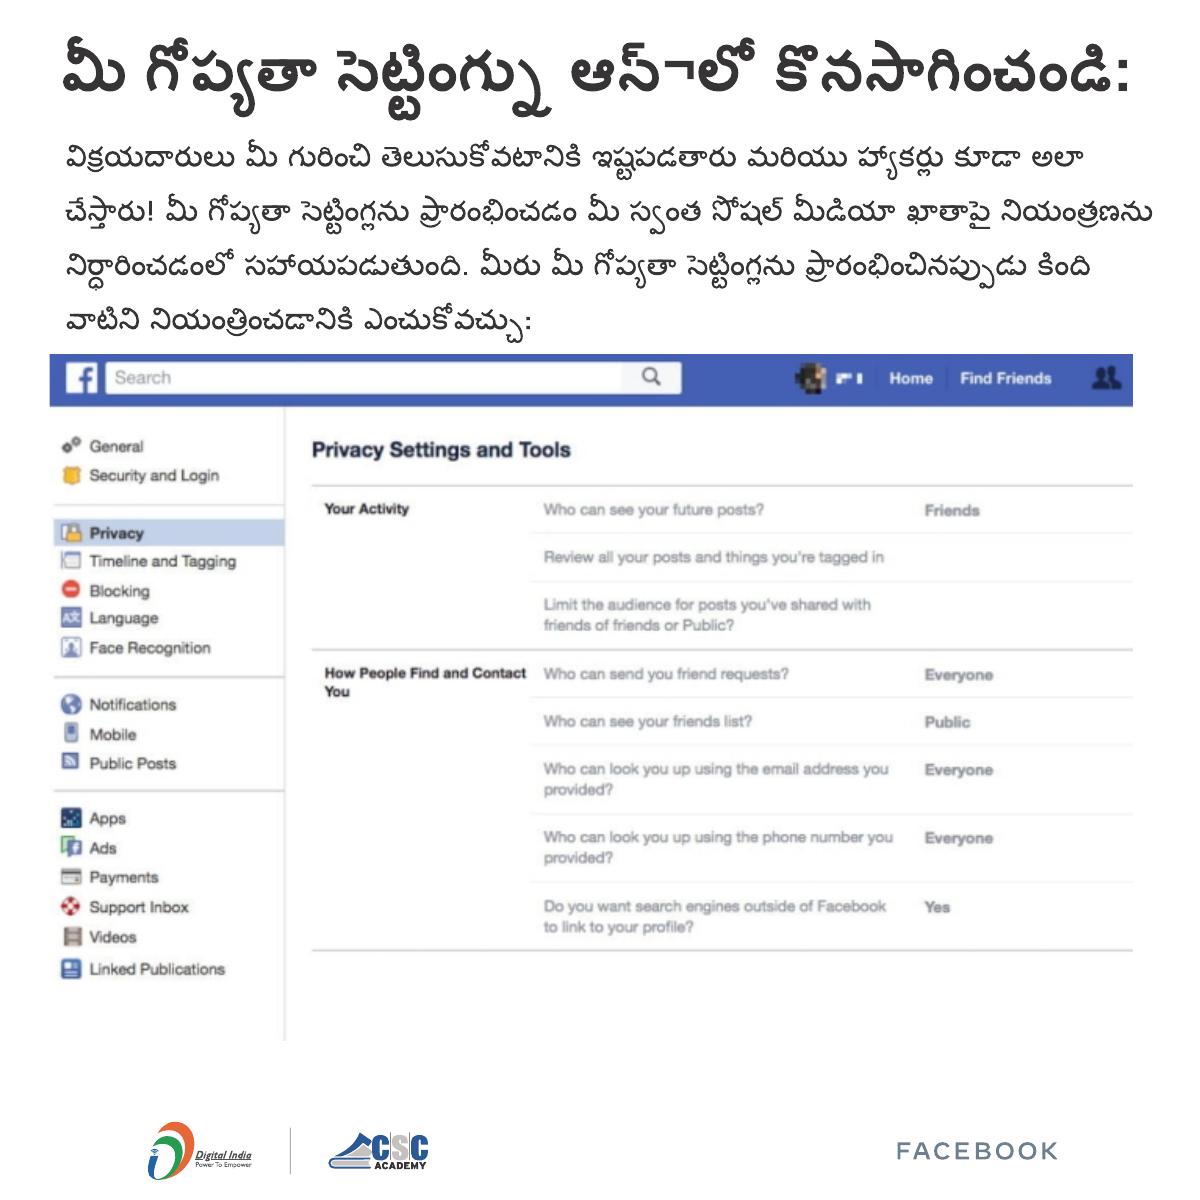 మీ గోప్యతా సెట్టింగ్ను ఆన్¬లో కొనసాగించండి:
విక్రయదారులు మీ గురించి తెలుసుకోవటానికి ఇష్టపడతారు మరియు హ్యాకర్లు కూడా అలా
చేస్తారు! మీ గోప్యతా సెట్టింగ్లను ప్రారంభించడం మీ స్వంత సోషల్ మీడియా ఖాతాపై నియంత్రణను
నిర్ధారించడంలో సహాయపడుతుంది. మీరు మీ గోప్యతా సెట్టింగ్లను ప్రారంభించినప్పుడు కింది
వాటిని నియంత్రించడానికి ఎంచుకోవచ్చు:
f Search Home Find Friends
General
Security and Login
Privacy
Timeline and Tagging
Blocking
Language
Face Recognition
Notifications
Mobile
Public Posts
Apps
Ads
Payments
Support Inbox
Videos
Linked Publications
Privacy Settings and Tools
Your Activity Who can see your future posts? Friends
Review all your posts and things you're tagged in
Limit the audience for posts you've shared with
friends of friends or Public?
How People Find and Contact Who can send you friend requests? Everyone
You
Who can see your friends list? Public
Who can look you up using the email address you Everyone
provided?
Who can look you up using the phone number you Everyone
provided?
Do you want search engines outside of Facebook Yes
to link to your profile?
Digital India
Power To Empower
CSC
ACADEMY
FACEBOOK